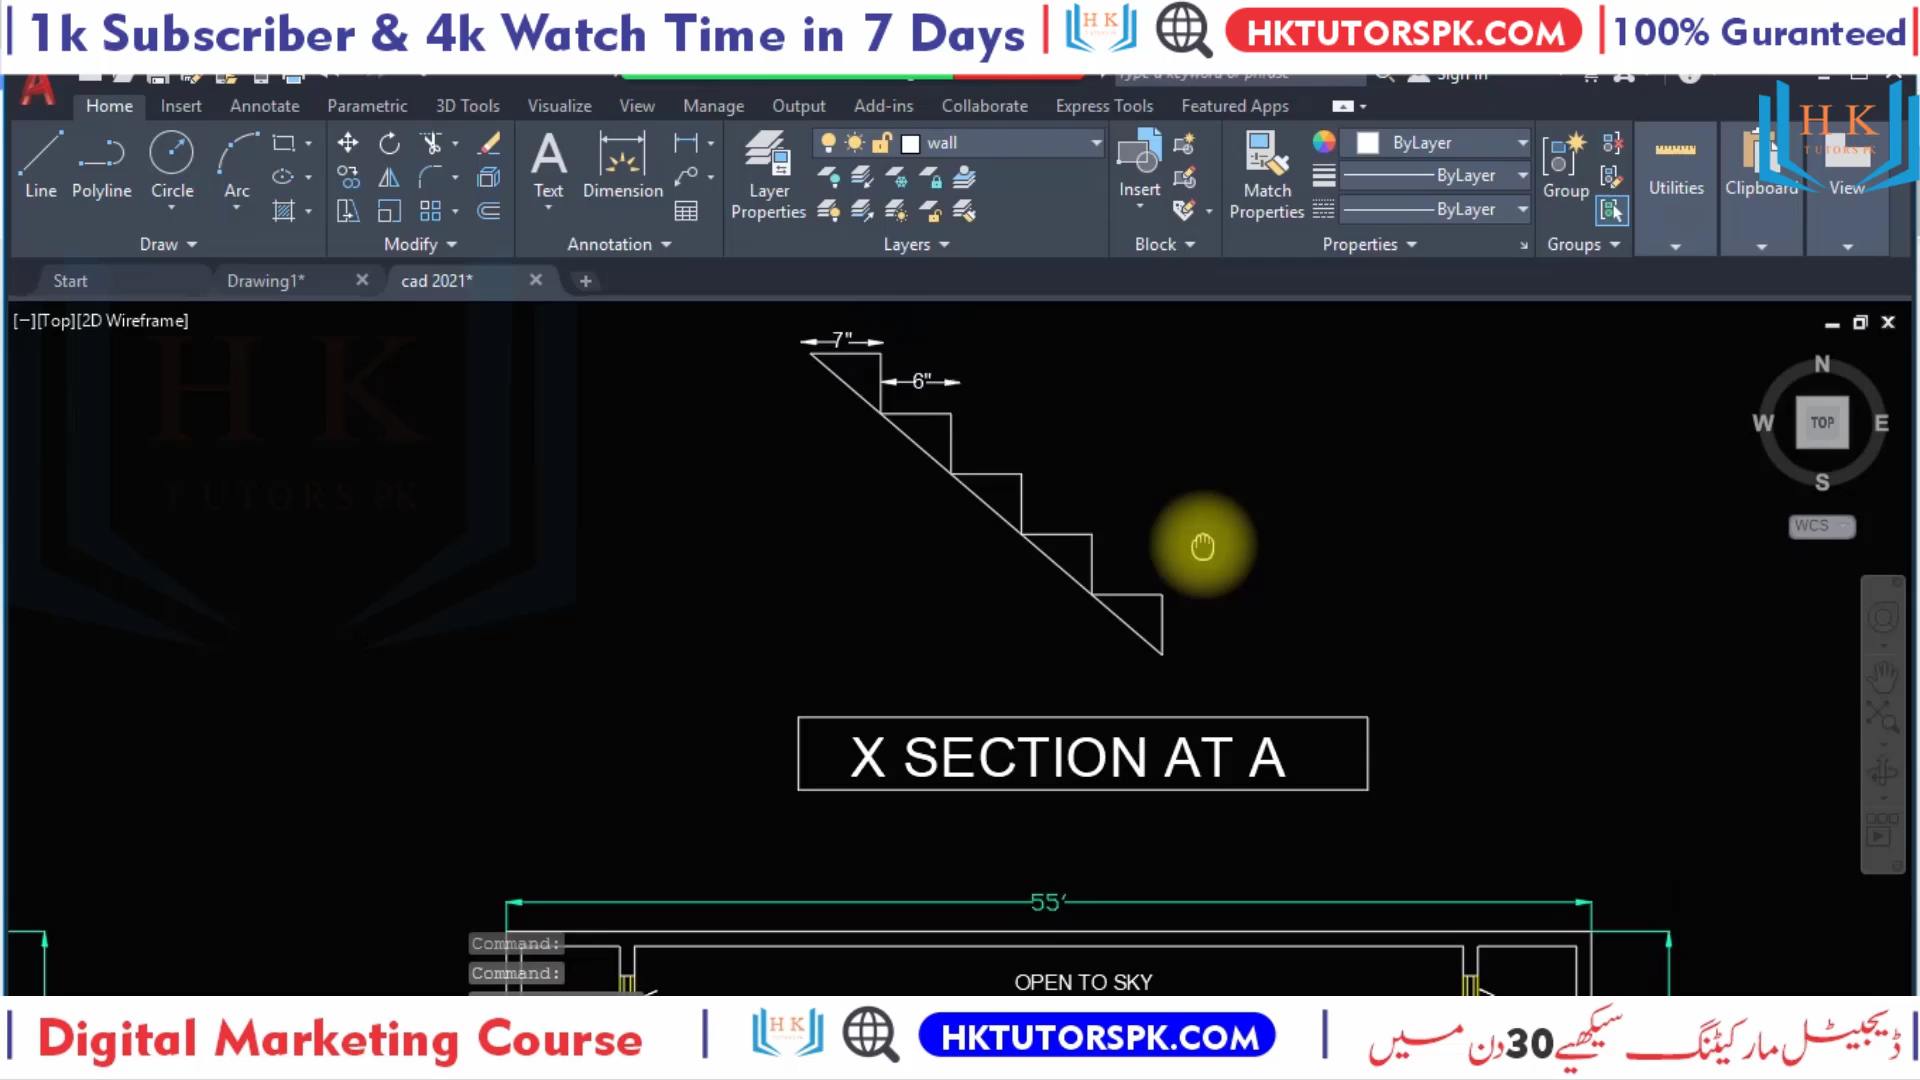 1k Subscriber & 4k Watch Time in 7 Days
H K
HKTUTORSPK.COM
100% Guranteed
Home Insert Annotate Parametric 3D Tools Visualize View Manage Output Add-ins Collaborate Express Tools Featured Apps
H K
TUTORS PK
wall
ByLayer
Line Polyline Circle Arc Text Dimension Layer Properties Insert Match Properties ByLayer Group Utilities Clipboard View
ByLayer
Draw Modify Annotation Layers Block Properties Groups
Start Drawing1* cad 2021*
[−][Top][2D Wireframe]
7"
6"
H K
TUTORS PK
N
W TOP E
S
WCS
X SECTION AT A
55'
Command:
Command:
OPEN TO SKY
Digital Marketing Course
H K
HKTUTORSPK.COM
ڈیجیٹل مارکیٹنگ سیکھیے 30 دن میں